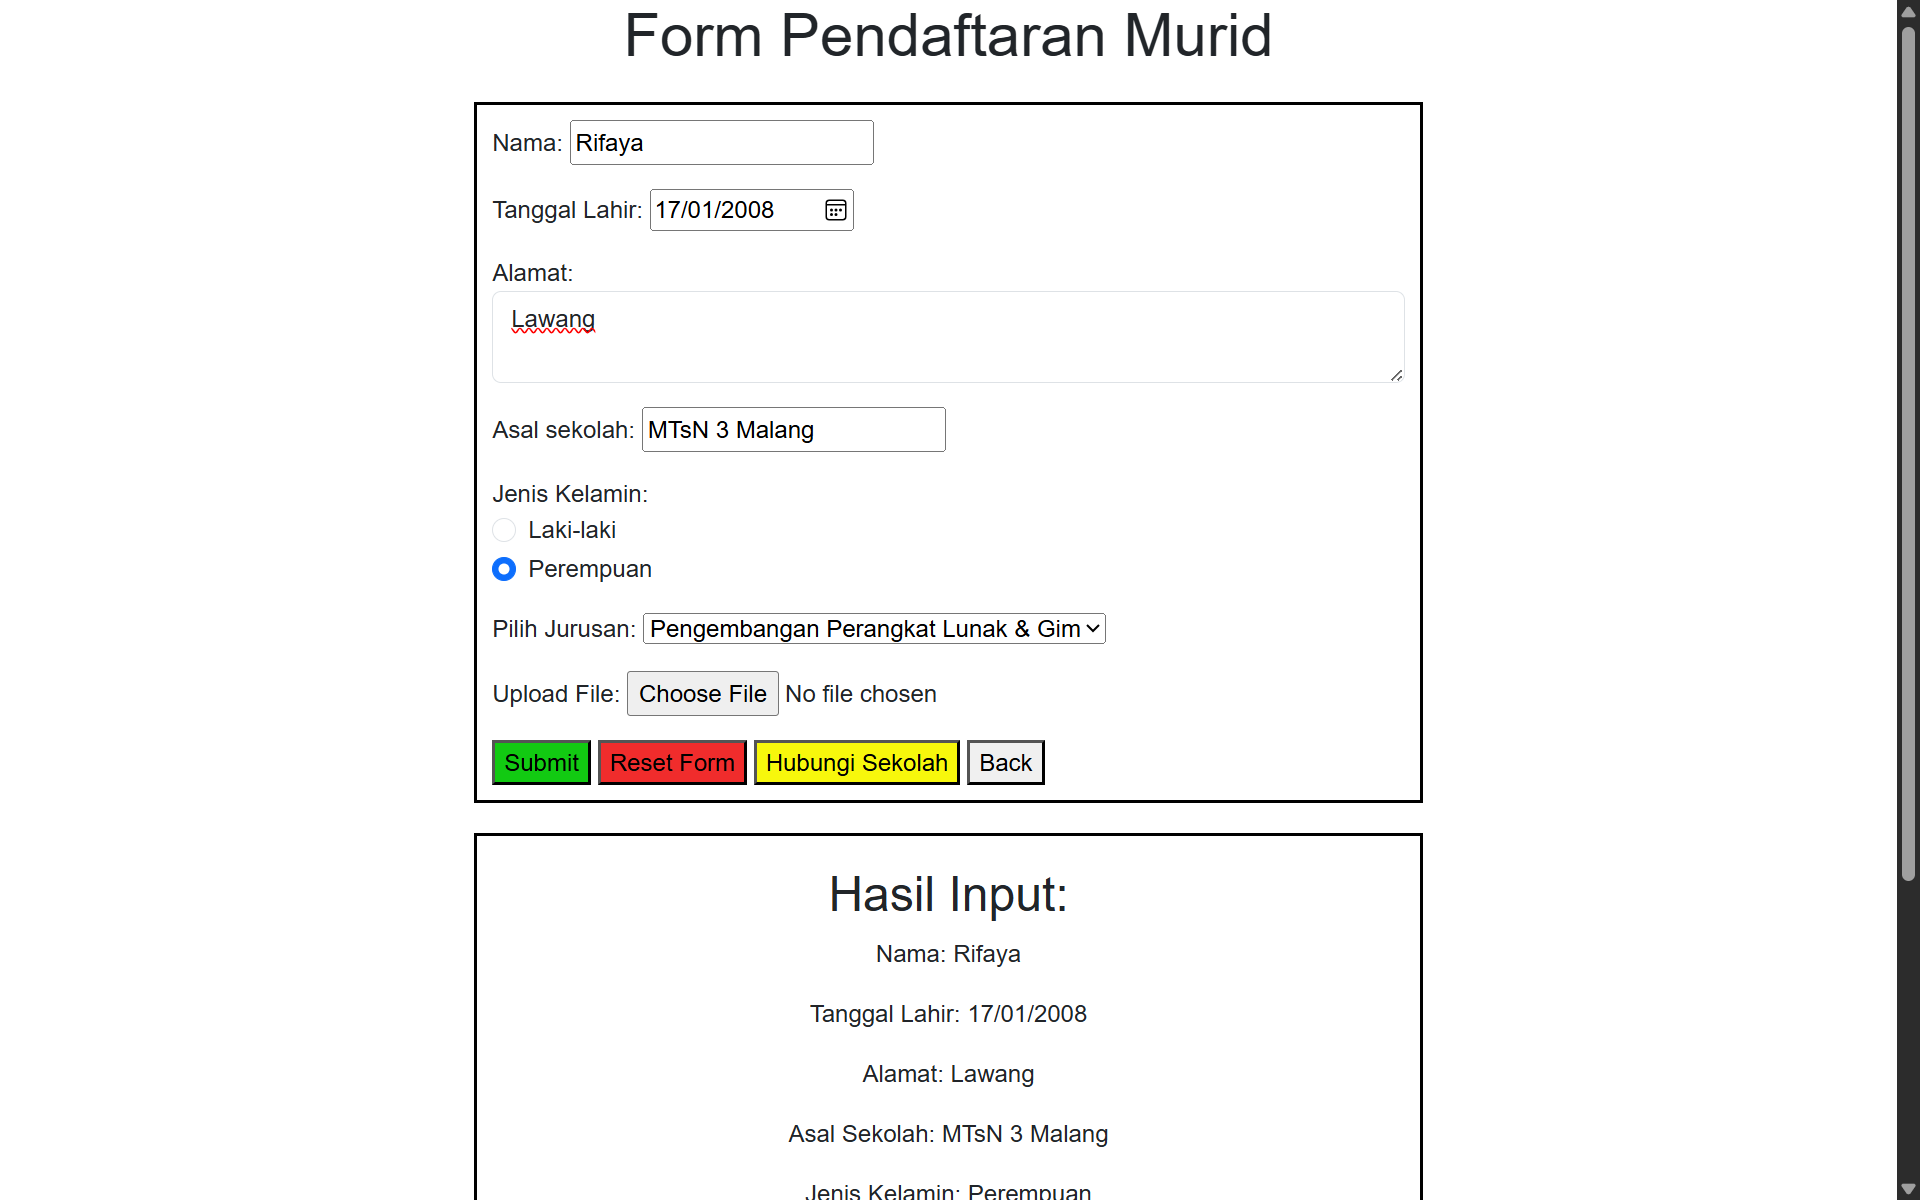 Form Pendaftaran Murid
Nama: Rifaya
Tanggal Lahir: 17/01/2008
Alamat:
Lawang
Asal sekolah: MTsN 3 Malang
Jenis Kelamin:
Laki-laki
Perempuan
Pilih Jurusan: Pengembangan Perangkat Lunak & Gim
Upload File: Choose File No file chosen
Submit Reset Form Hubungi Sekolah Back
Hasil Input:
Nama: Rifaya
Tanggal Lahir: 17/01/2008
Alamat: Lawang
Asal Sekolah: MTsN 3 Malang
Jenis Kelamin: Perempuan